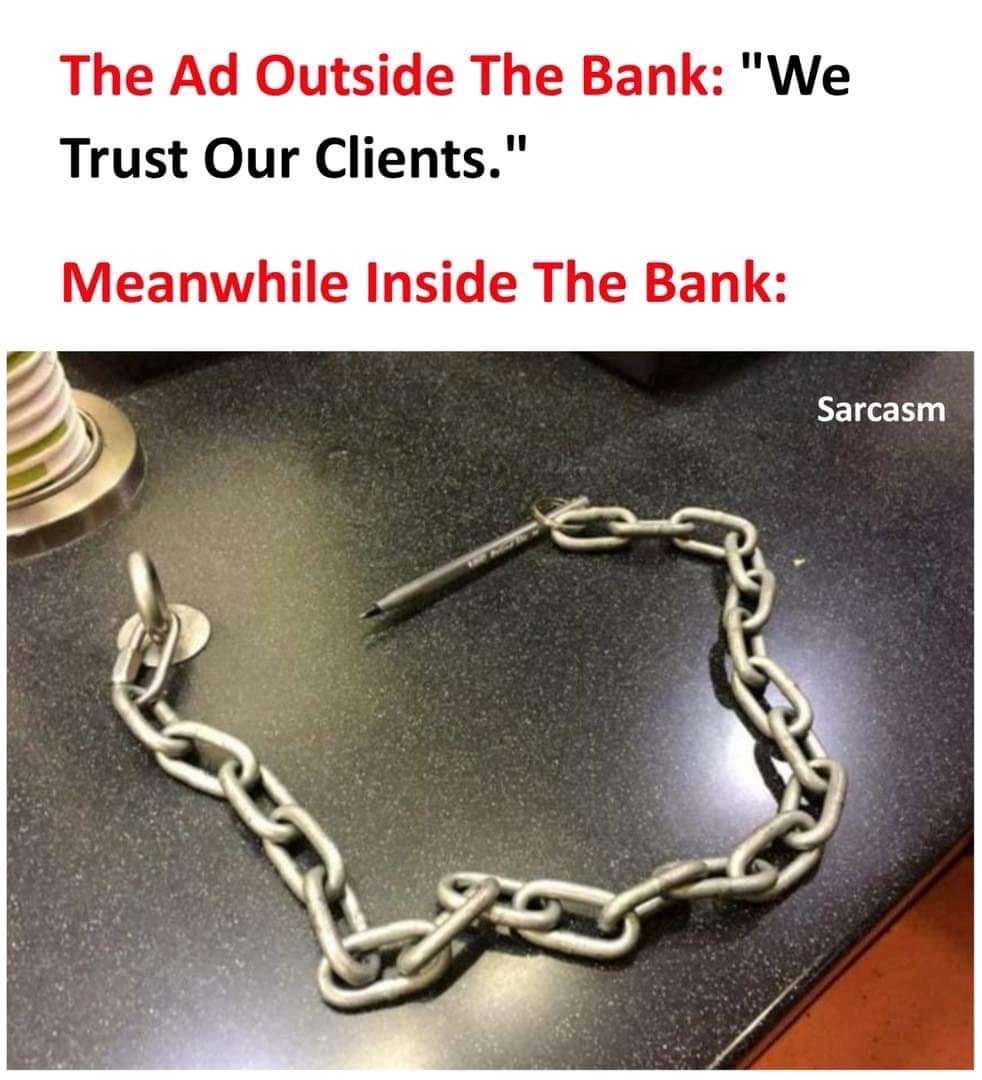 The Ad Outside The Bank: "We
Trust Our Clients."
Meanwhile Inside The Bank:
Sarcasm